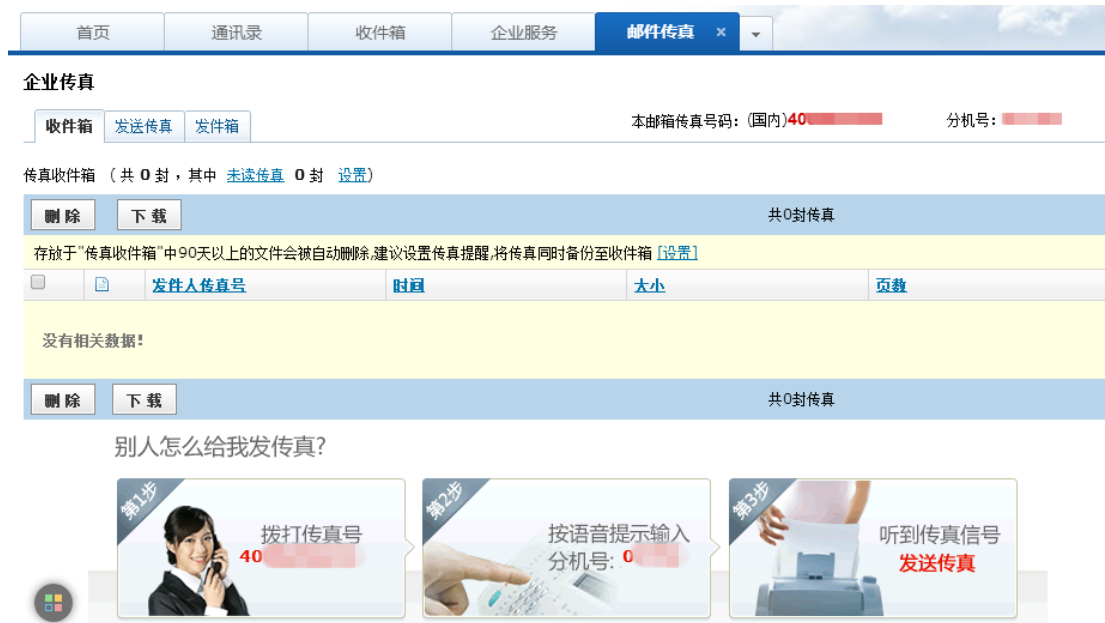 首页 通讯录 收件箱 企业服务 邮件传真 ×
企业传真
收件箱 发送传真 发件箱 本邮箱传真号码：(国内)40 分机号：
传真收件箱 （共 0 封，其中 未读传真 0 封 设置）
删 除 下 载 共0封传真
存放于"传真收件箱"中90天以上的文件会被自动删除,建议设置传真提醒,将传真同时备份至收件箱 [设置]
发件人传真号 时间 大小 页数
没有相关数据!
删 除 下 载 共0封传真
别人怎么给我发传真?
第1步
拨打传真号
40
第2步
按语音提示输入
分机号: 0
第3步
听到传真信号
发送传真